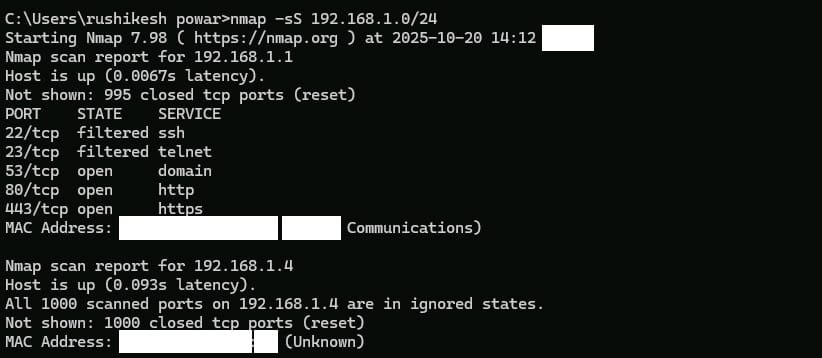 C:\Users\rushikesh powar>nmap -sS 192.168.1.0/24
Starting Nmap 7.98 ( https://nmap.org ) at 2025-10-20 14:12
Nmap scan report for 192.168.1.1
Host is up (0.0067s latency).
Not shown: 995 closed tcp ports (reset)
PORT    STATE    SERVICE
22/tcp  filtered ssh
23/tcp  filtered telnet
53/tcp  open     domain
80/tcp  open     http
443/tcp open     https
MAC Address: Communications)
Nmap scan report for 192.168.1.4
Host is up (0.093s latency).
All 1000 scanned ports on 192.168.1.4 are in ignored states.
Not shown: 1000 closed tcp ports (reset)
MAC Address: (Unknown)